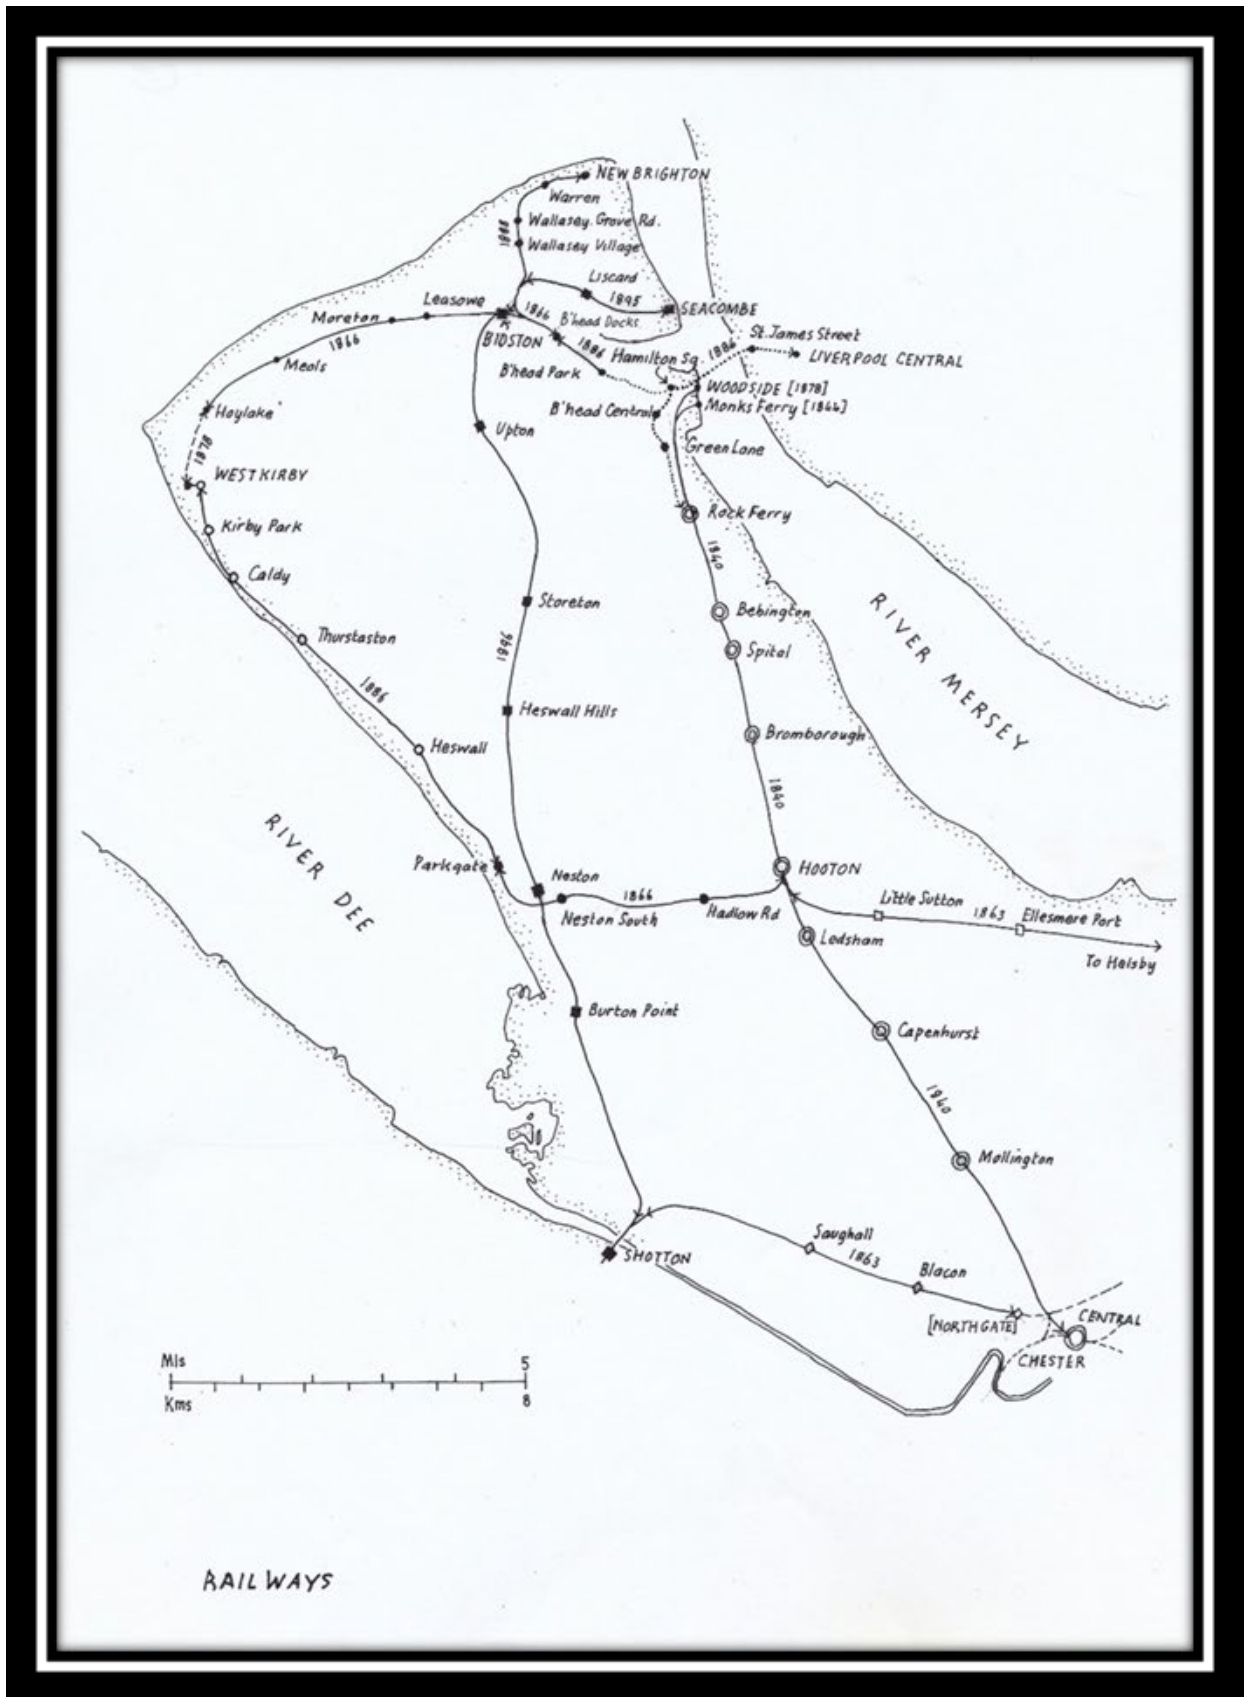 NEW BRIGHTON
Warren
Wallasey. Grove Rd.
1888
Wallasey Village
Liscard
1895
SEACOMBE
Leasowe
Moreton
1866
1866
B'head Docks
BIDSTON
1886
Hamilton Sq.
1886
St. James Street
LIVERPOOL CENTRAL
Meols
B'head Park
WOODSIDE [1878]
Hoylake
B'head Central
Monks Ferry [1844]
Upton
Green Lane
1878
WEST KIRBY
Kirby Park
Rock Ferry
1840
Caldy
Storeton
Bebington
RIVER MERSEY
Thurstaston
1896
Spital
1886
Heswall Hills
Heswall
Bromborough
1840
RIVER DEE
Parkgate
Neston
HOOTON
1866
Little Sutton
1863
Ellesmere Port
Neston South
Hadlow Rd
Ledsham
To Helsby
Burton Point
Capenhurst
1840
Mollington
Saughall
1863
SHOTTON
Blacon
[NORTHGATE]
CENTRAL
CHESTER
Mls
5
Kms
8
RAILWAYS